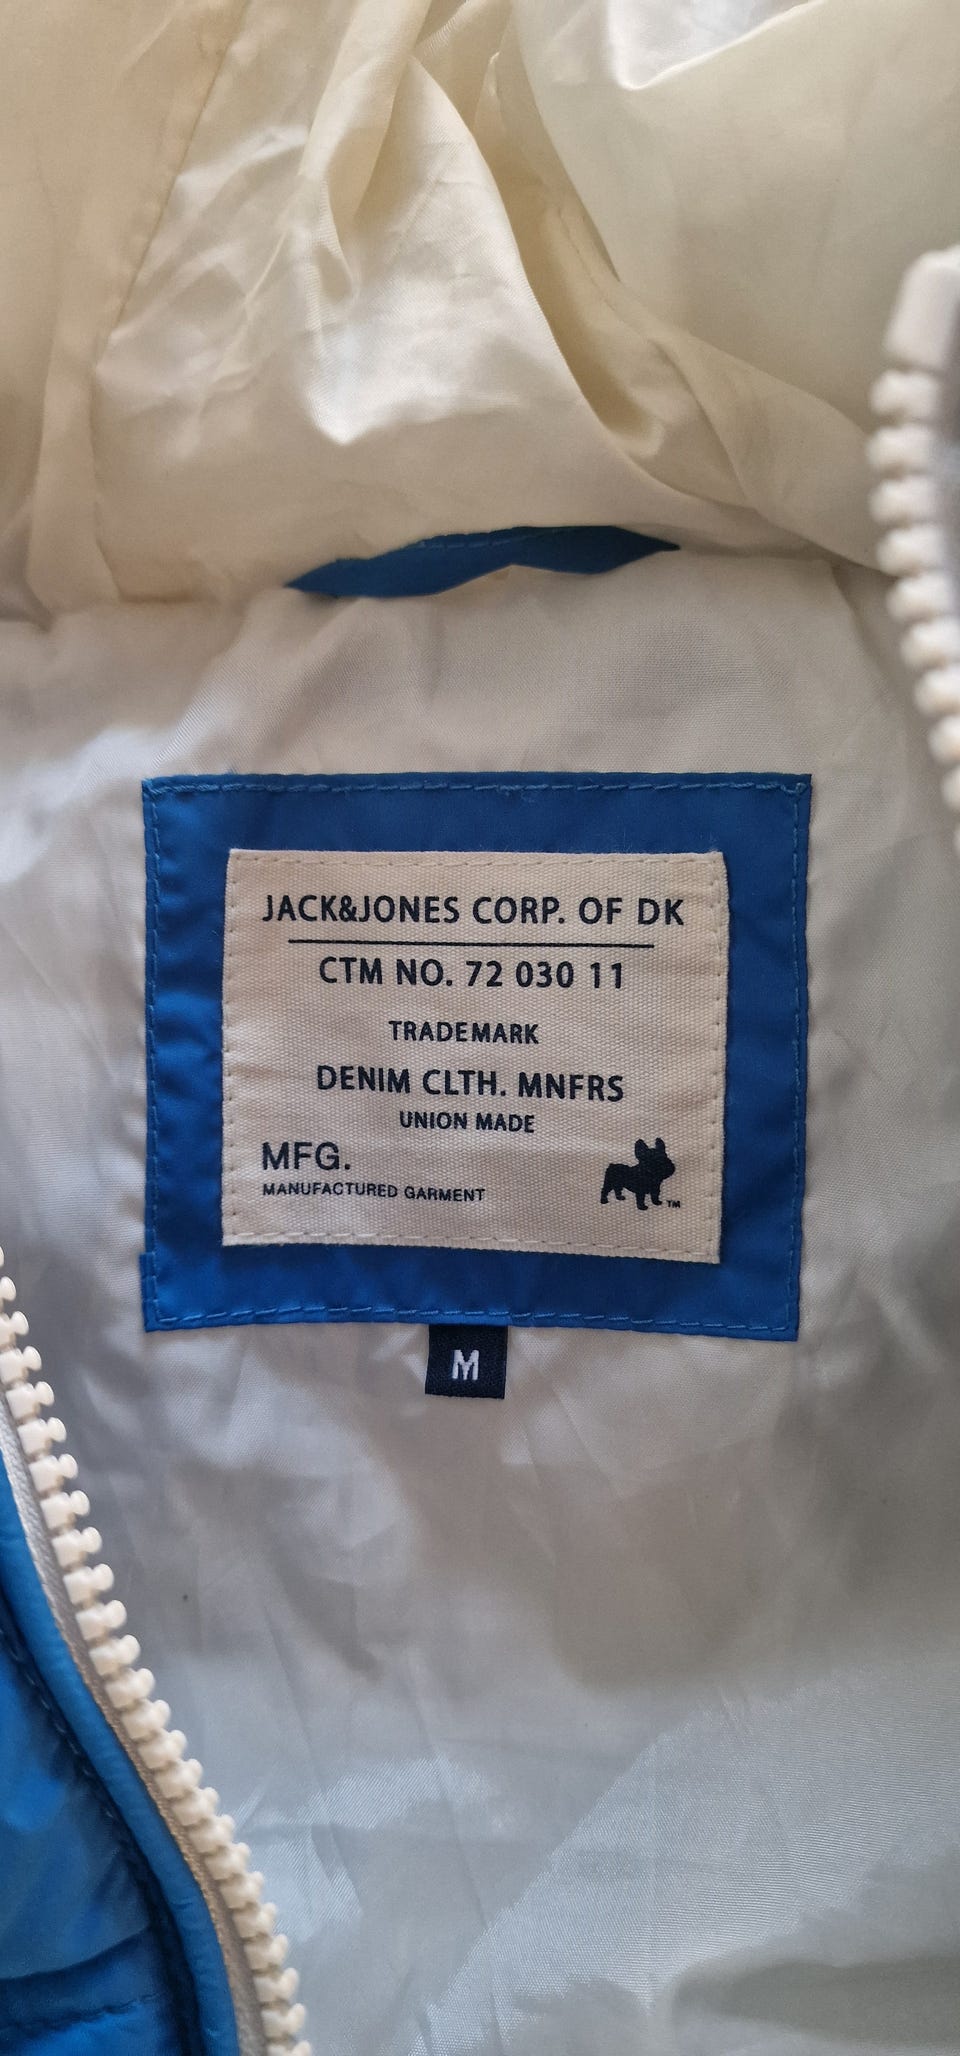 JACK&JONES CORP. OF DK
CTM NO. 72 030 11
TRADEMARK
DENIM CLTH. MNFRS
UNION MADE
MFG.
MANUFACTURED GARMENT
TM
M